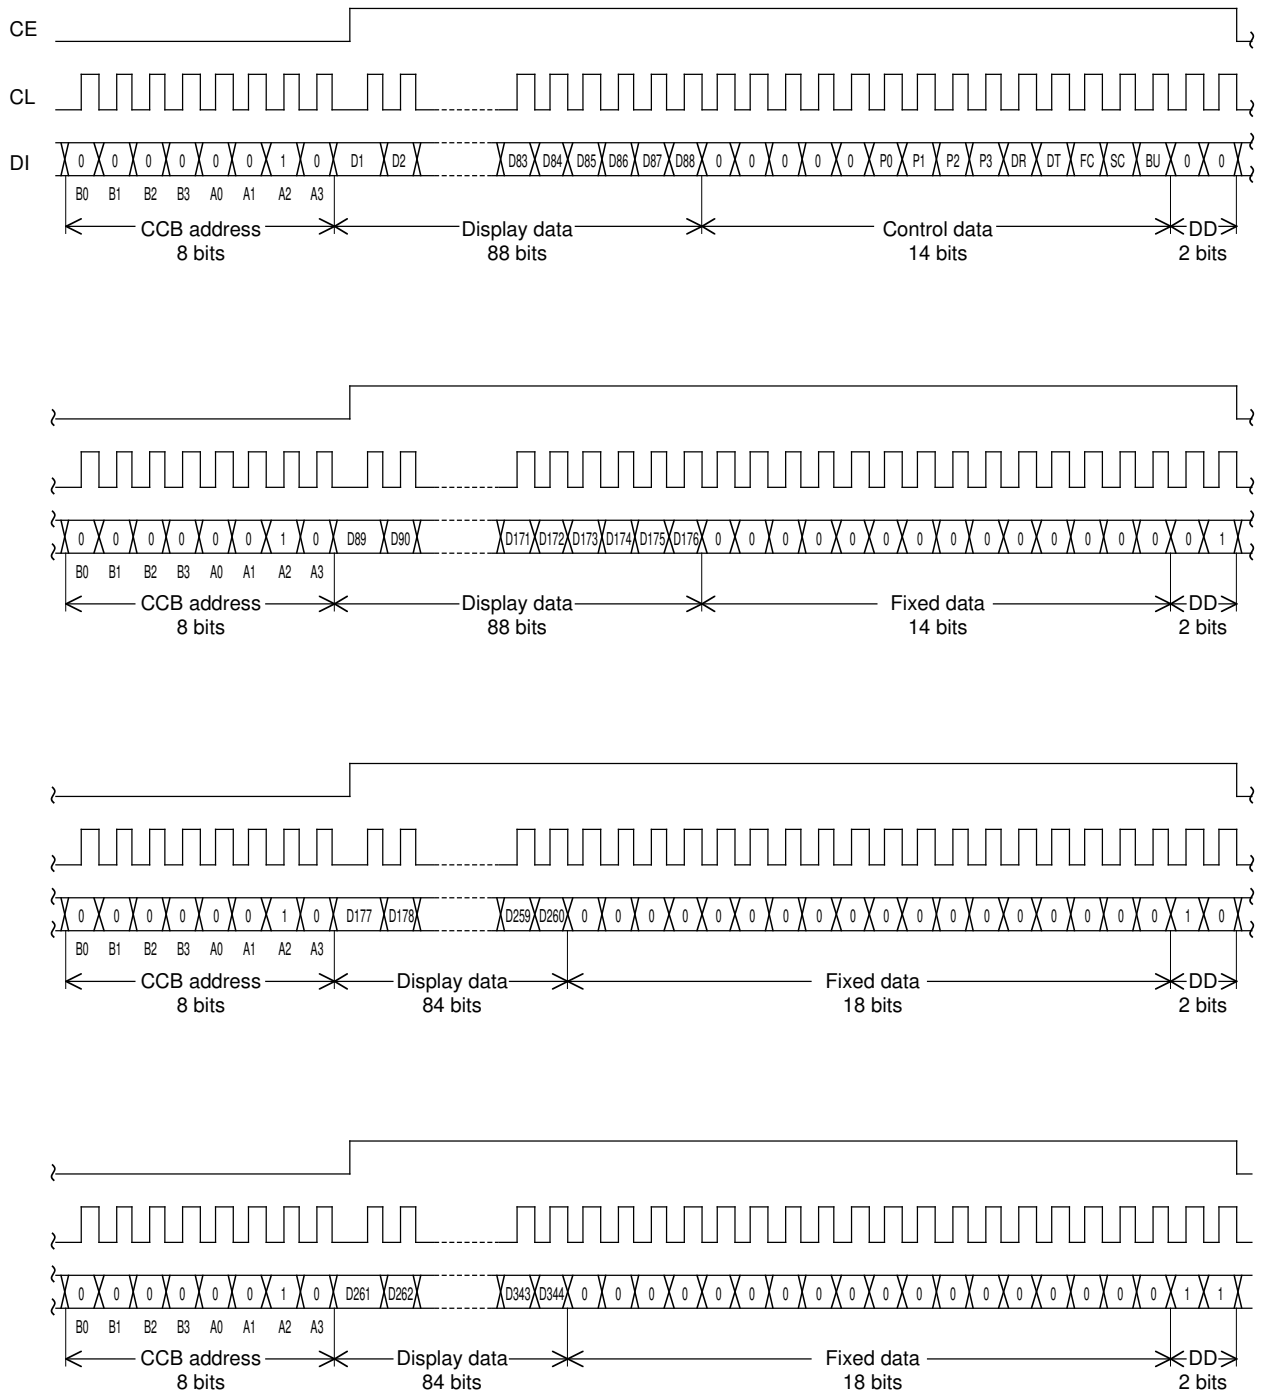 CE
CL
DI 0 0 0 0 0 0 1 0 D1 D2 D83 D84 D85 D86 D87 D88 0 0 0 0 0 P0 P1 P2 P3 DR DT FC SC BU 0 0
B0 B1 B2 B3 A0 A1 A2 A3
CCB address Display data Control data DD
8 bits 88 bits 14 bits 2 bits
0 0 0 0 0 0 1 0 D89 D90 D171 D172 D173 D174 D175 D176 0 0 0 0 0 0 0 0 0 0 0 0 0 0 0 1
B0 B1 B2 B3 A0 A1 A2 A3
CCB address Display data Fixed data DD
8 bits 88 bits 14 bits 2 bits
0 0 0 0 0 0 1 0 D177 D178 D259 D260 0 0 0 0 0 0 0 0 0 0 0 0 0 0 0 0 0 0 1 0
B0 B1 B2 B3 A0 A1 A2 A3
CCB address Display data Fixed data DD
8 bits 84 bits 18 bits 2 bits
0 0 0 0 0 0 1 0 D261 D262 D343 D344 0 0 0 0 0 0 0 0 0 0 0 0 0 0 0 0 0 0 1 1
B0 B1 B2 B3 A0 A1 A2 A3
CCB address Display data Fixed data DD
8 bits 84 bits 18 bits 2 bits